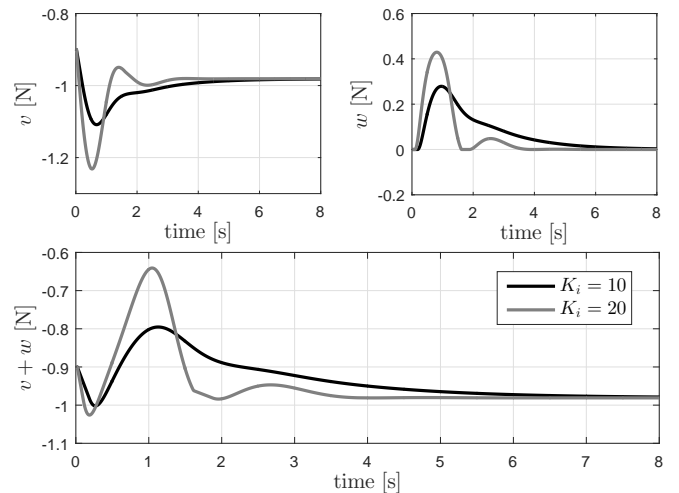 -0.8
-1
-1.2
v [N]
0 2 4 6 8
time [s]
0.6
0.4
0.2
0
-0.2
w [N]
0 2 4 6 8
time [s]
-0.6
-0.7
-0.8
-0.9
-1
-1.1
v + w [N]
K_i = 10
K_i = 20
0 1 2 3 4 5 6 7 8
time [s]